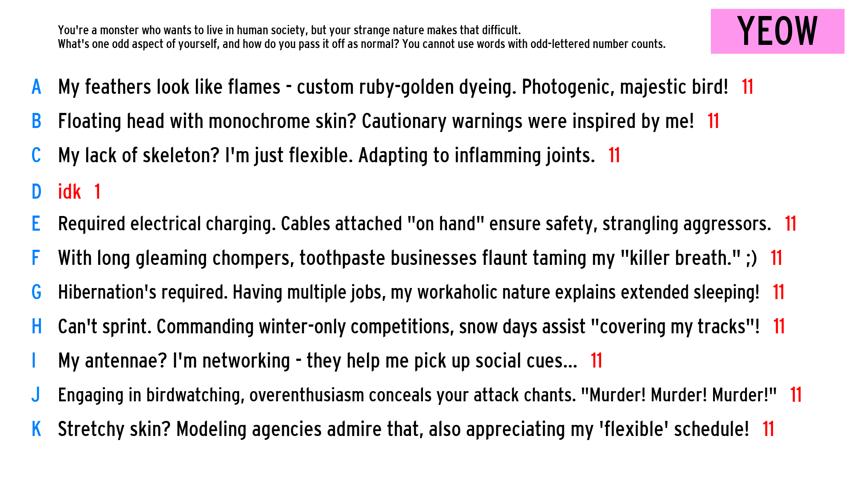 You're a monster who wants to live in human society, but your strange nature makes that difficult.
What's one odd aspect of yourself, and how do you pass it off as normal? You cannot use words with odd-lettered number counts.
YEOW
A My feathers look like flames - custom ruby-golden dyeing. Photogenic, majestic bird! 11
B Floating head with monochrome skin? Cautionary warnings were inspired by me! 11
C My lack of skeleton? I'm just flexible. Adapting to inflamming joints. 11
D idk 1
E Required electrical charging. Cables attached "on hand" ensure safety, strangling aggressors. 11
F With long gleaming chompers, toothpaste businesses flaunt taming my "killer breath." ;) 11
G Hibernation's required. Having multiple jobs, my workaholic nature explains extended sleeping! 11
H Can't sprint. Commanding winter-only competitions, snow days assist "covering my tracks"! 11
I My antennae? I'm networking - they help me pick up social cues... 11
J Engaging in birdwatching, overenthusiasm conceals your attack chants. "Murder! Murder! Murder!" 11
K Stretchy skin? Modeling agencies admire that, also appreciating my 'flexible' schedule! 11